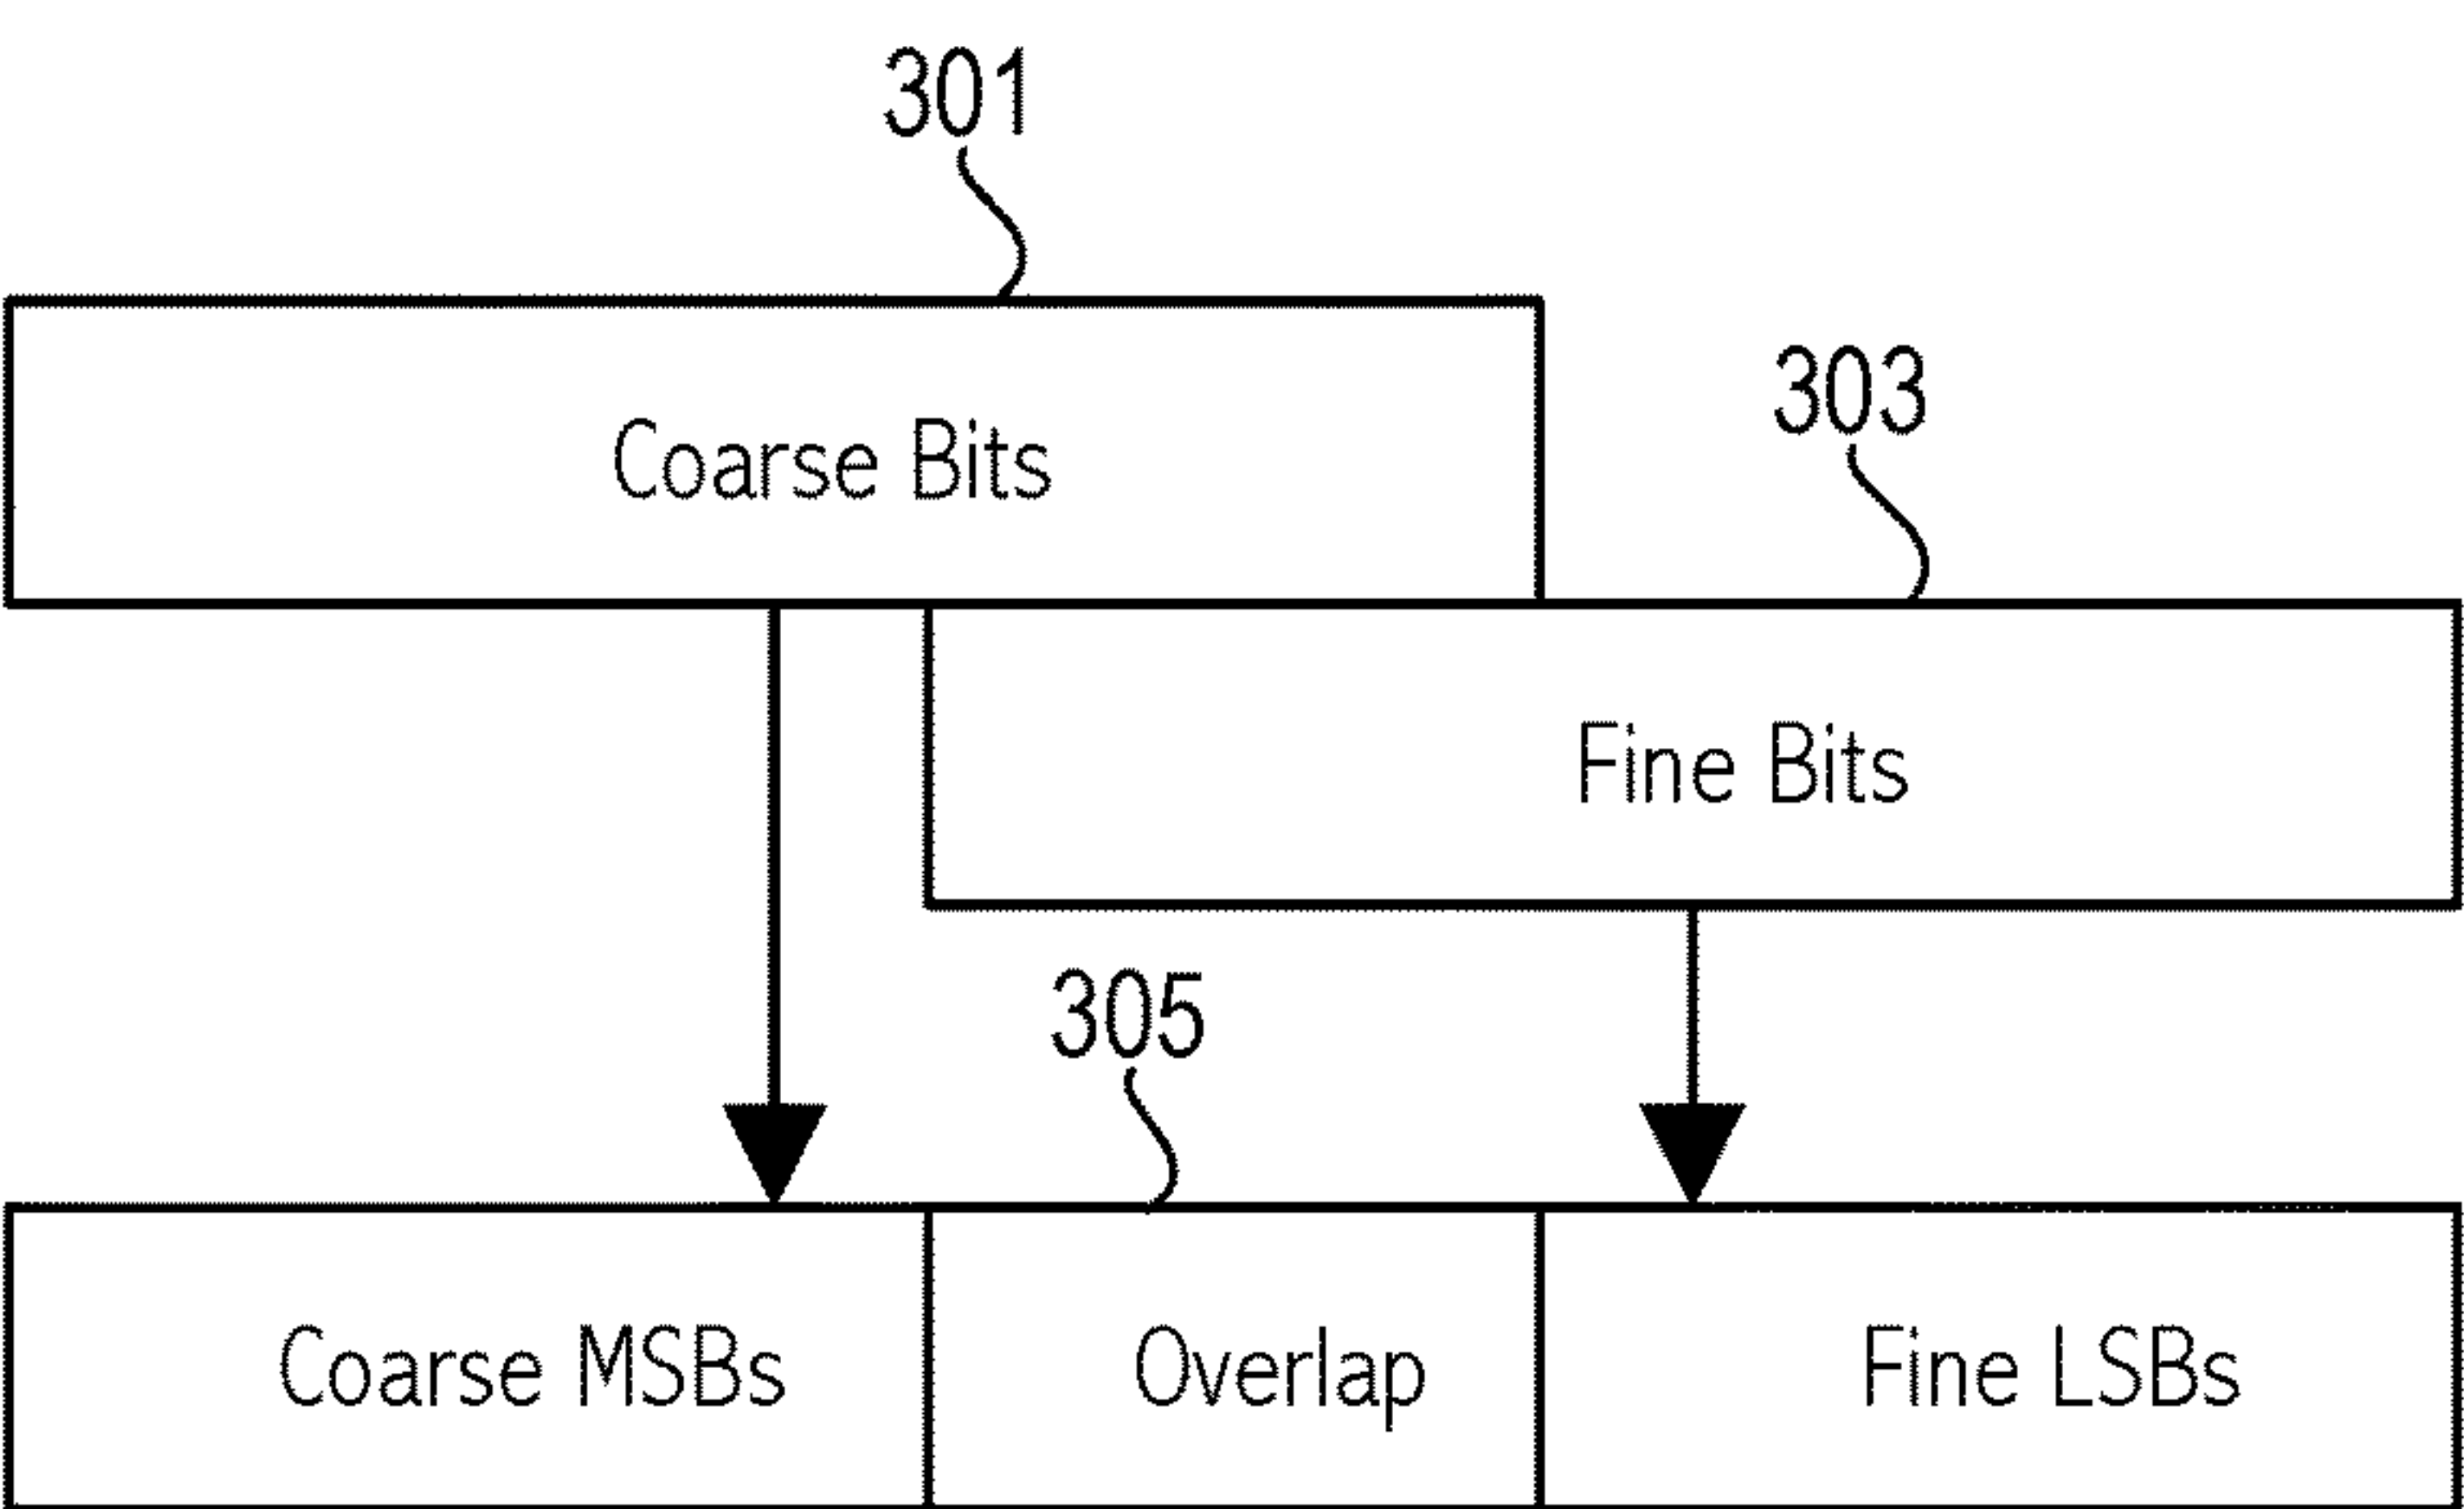 301
303
Coarse Bits
Fine Bits
305
Coarse MSBs
Overlap
Fine LSBs